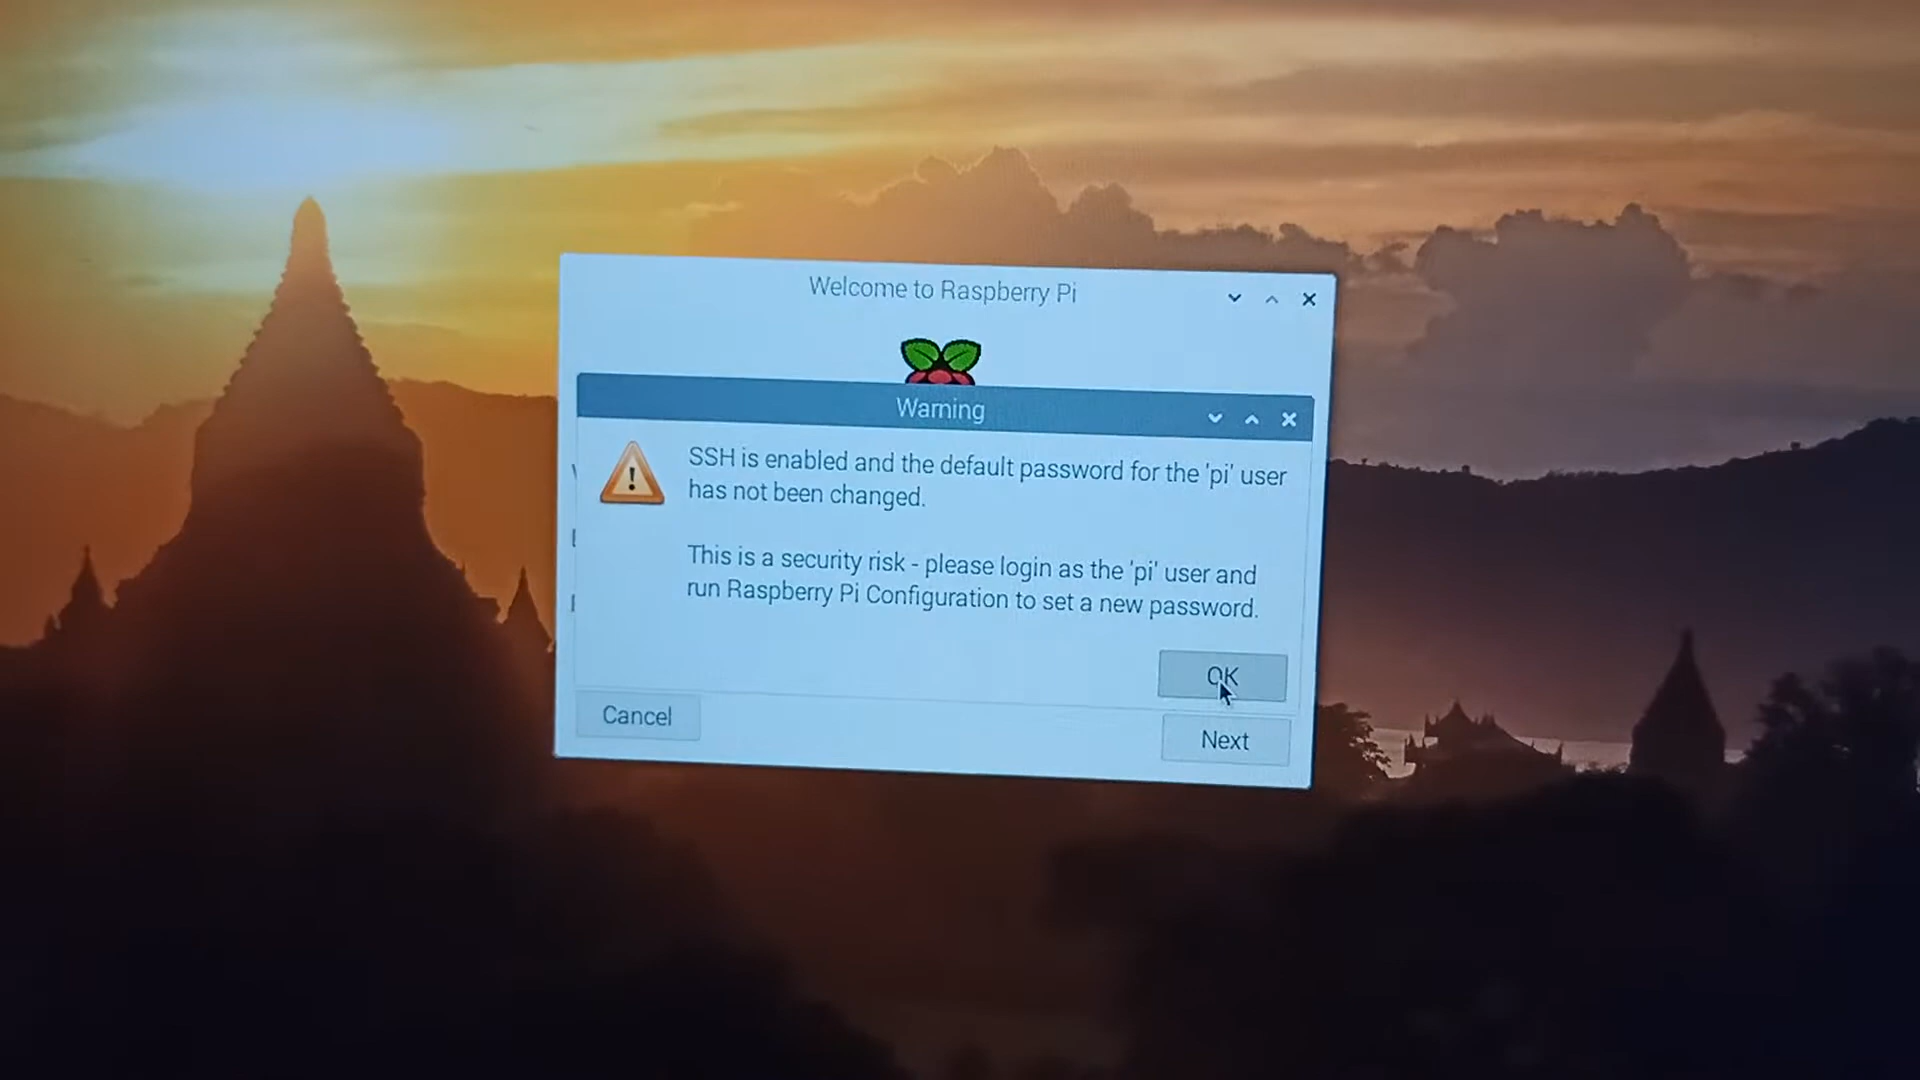 Welcome to Raspberry Pi
Warning
SSH is enabled and the default password for the 'pi' user
has not been changed.
This is a security risk - please login as the 'pi' user and
run Raspberry Pi Configuration to set a new password.
OK
Cancel
Next